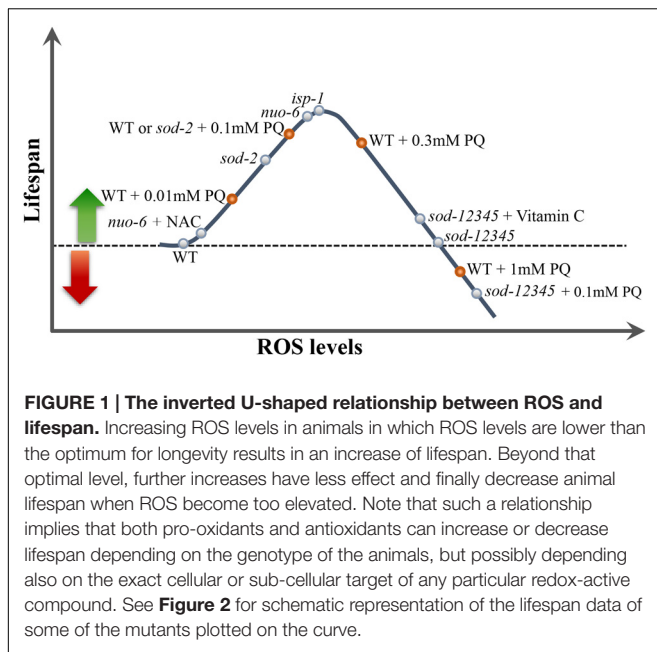 Lifespan
isp-1
nuo-6
WT or sod-2 + 0.1mM PQ
WT + 0.3mM PQ
sod-2
WT + 0.01mM PQ
nuo-6 + NAC
sod-12345 + Vitamin C
sod-12345
WT
WT + 1mM PQ
sod-12345 + 0.1mM PQ
ROS levels
FIGURE 1 | The inverted U-shaped relationship between ROS and
lifespan. Increasing ROS levels in animals in which ROS levels are lower than
the optimum for longevity results in an increase of lifespan. Beyond that
optimal level, further increases have less effect and finally decrease animal
lifespan when ROS become too elevated. Note that such a relationship
implies that both pro-oxidants and antioxidants can increase or decrease
lifespan depending on the genotype of the animals, but possibly depending
also on the exact cellular or sub-cellular target of any particular redox-active
compound. See Figure 2 for schematic representation of the lifespan data of
some of the mutants plotted on the curve.